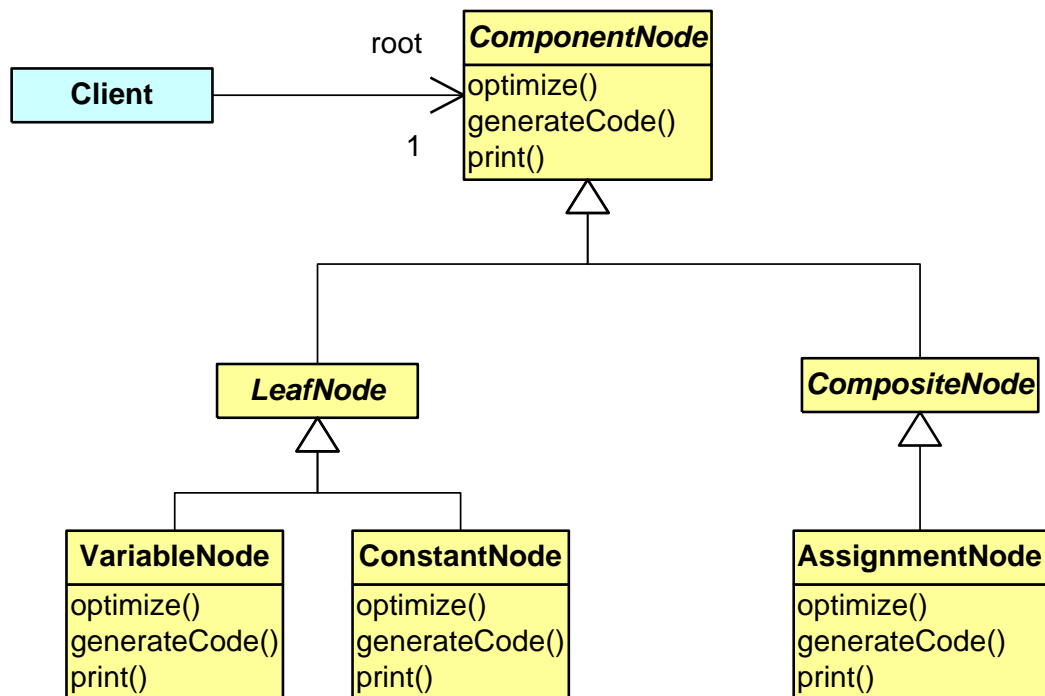 root
ComponentNode
optimize()
generateCode()
print()
Client
1
LeafNode
CompositeNode
VariableNode
optimize()
generateCode()
print()
ConstantNode
optimize()
generateCode()
print()
AssignmentNode
optimize()
generateCode()
print()